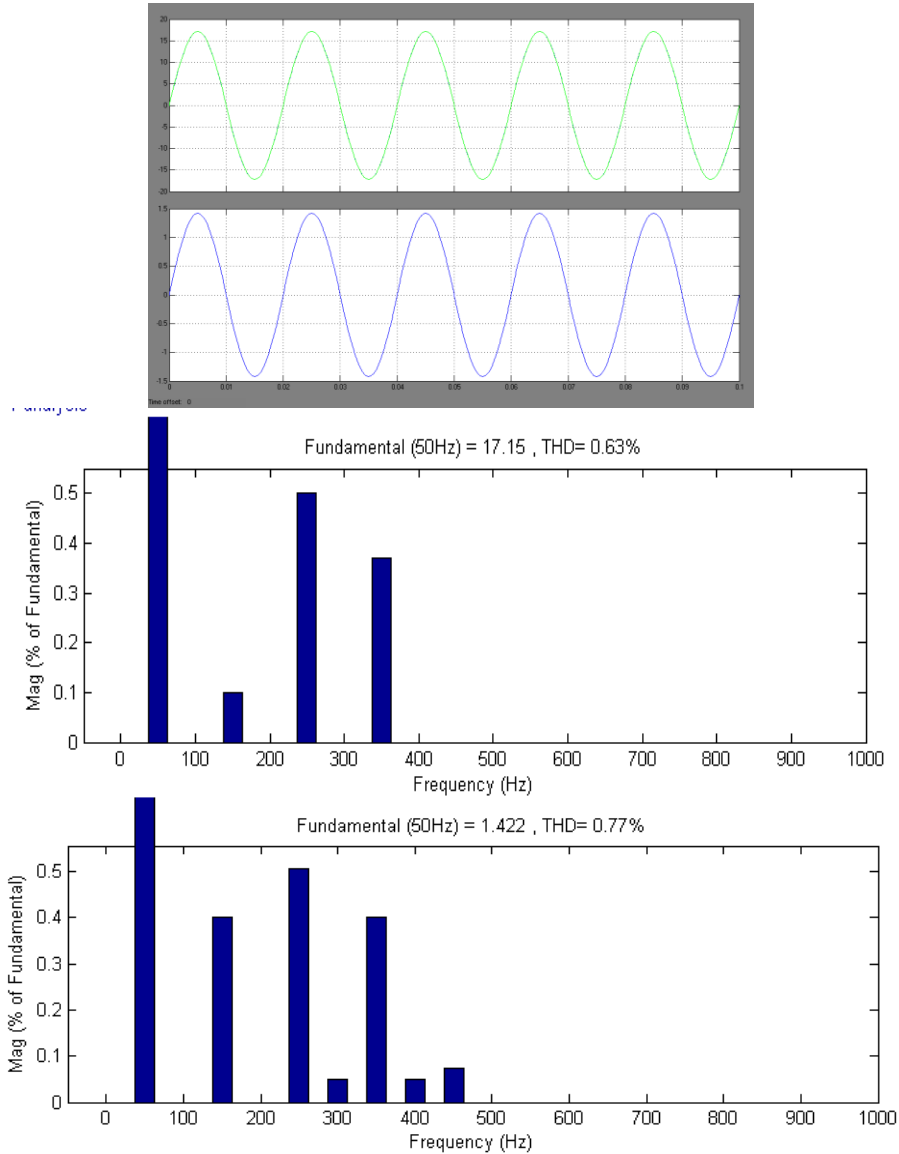 20
15
10
5
0
-5
-10
-15
-20
1.5
1
0.5
0
-0.5
-1
-1.5
0 0.01 0.02 0.03 0.04 0.05 0.06 0.07 0.08 0.09 0.1
Time offset: 0
Fundamental (50Hz) = 17.15 , THD= 0.63%
Mag (% of Fundamental)
0.5
0.4
0.3
0.2
0.1
0
0 100 200 300 400 500 600 700 800 900 1000
Frequency (Hz)
Fundamental (50Hz) = 1.422 , THD= 0.77%
Mag (% of Fundamental)
0.5
0.4
0.3
0.2
0.1
0
0 100 200 300 400 500 600 700 800 900 1000
Frequency (Hz)